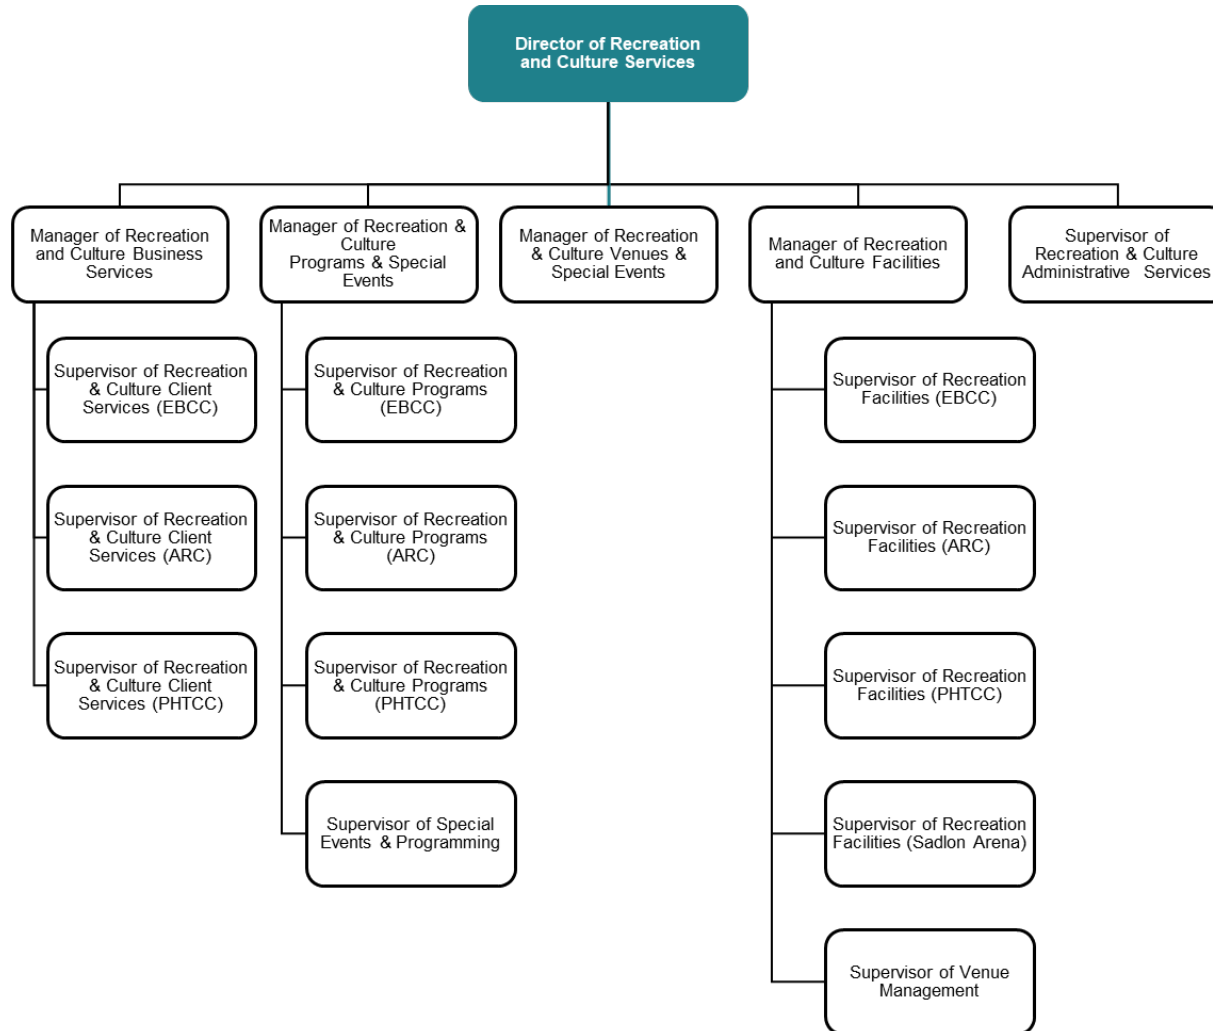 Director of Recreation
and Culture Services
Manager of Recreation
and Culture Business
Services
Manager of Recreation &
Culture
Programs & Special
Events
Manager of Recreation
& Culture Venues &
Special Events
Manager of Recreation
and Culture Facilities
Supervisor of
Recreation & Culture
Administrative Services
Supervisor of Recreation
& Culture Client
Services (EBCC)
Supervisor of Recreation
& Culture Programs
(EBCC)
Supervisor of Recreation
Facilities (EBCC)
Supervisor of Recreation
& Culture Client
Services (ARC)
Supervisor of Recreation
& Culture Programs
(ARC)
Supervisor of Recreation
Facilities (ARC)
Supervisor of Recreation
& Culture Client
Services (PHTCC)
Supervisor of Recreation
& Culture Programs
(PHTCC)
Supervisor of Recreation
Facilities (PHTCC)
Supervisor of Special
Events & Programming
Supervisor of Recreation
Facilities (Sadlon Arena)
Supervisor of Venue
Management